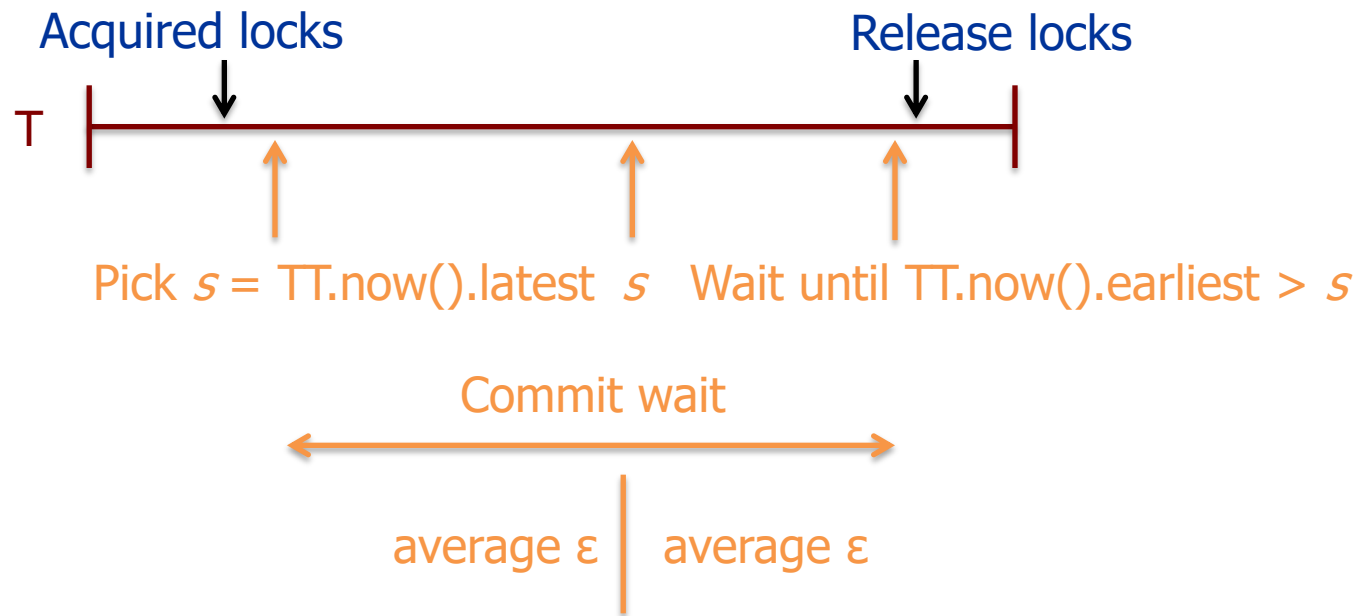 Acquired locks
Release locks
T
Pick s = TT.now().latest s Wait until TT.now().earliest > s
Commit wait
average ε average ε